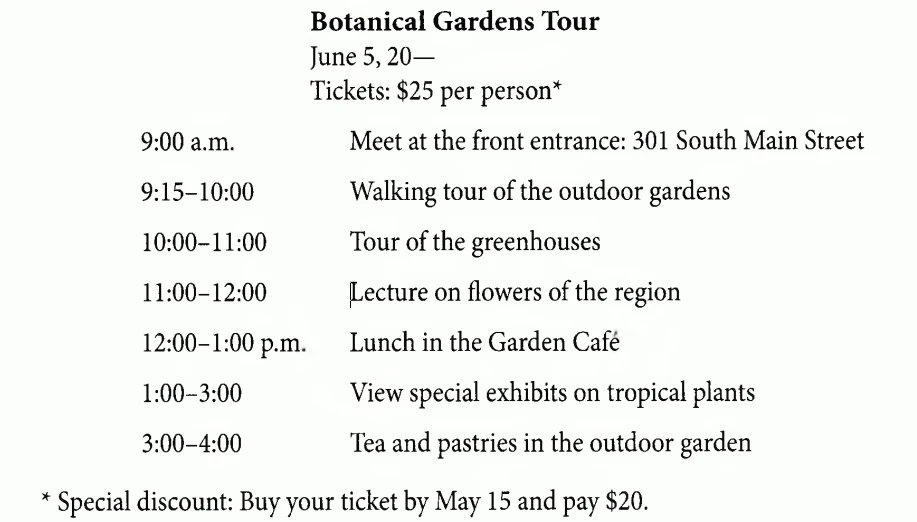 Botanical Gardens Tour
June 5, 20—
Tickets: $25 per person*
9:00 a.m. Meet at the front entrance: 301 South Main Street
9:15–10:00 Walking tour of the outdoor gardens
10:00–11:00 Tour of the greenhouses
11:00–12:00 Lecture on flowers of the region
12:00–1:00 p.m. Lunch in the Garden Café
1:00–3:00 View special exhibits on tropical plants
3:00–4:00 Tea and pastries in the outdoor garden
* Special discount: Buy your ticket by May 15 and pay $20.